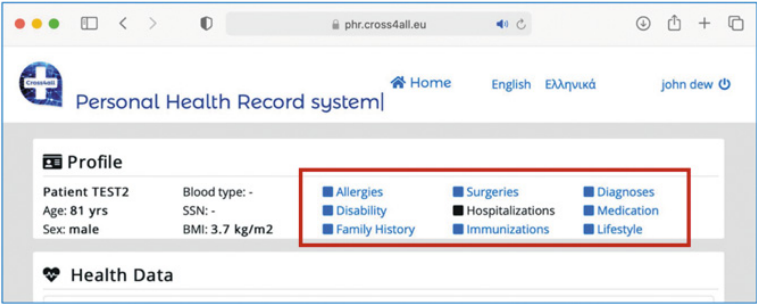 phr.cross4all.eu
Cross4all
Personal Health Record system
Home
English Ελληνικά
john dew
Profile
Patient TEST2
Age: 81 yrs
Sex: male
Blood type: -
SSN: -
BMI: 3.7 kg/m2
Allergies
Disability
Family History
Surgeries
Hospitalizations
Immunizations
Diagnoses
Medication
Lifestyle
Health Data